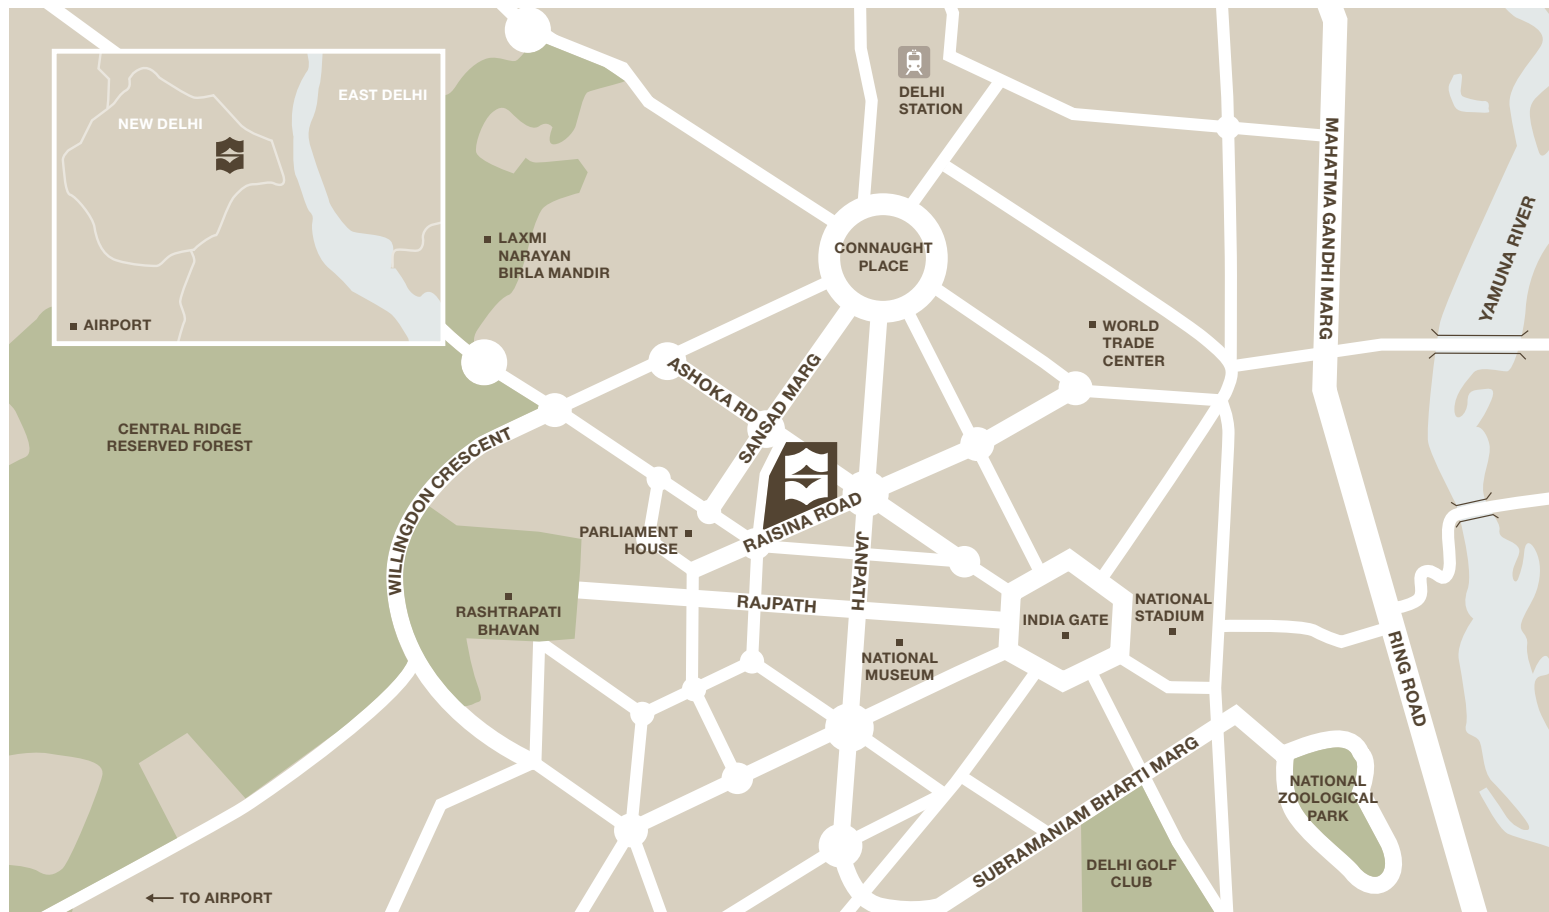 DELHI
STATION
EAST DELHI
NEW DELHI
AIRPORT
LAXMI
NARAYAN
BIRLA MANDIR
CONNAUGHT
PLACE
MAHATMA GANDHI MARG
YAMUNA RIVER
WORLD
TRADE
CENTER
ASHOKA RD
SANSAD MARG
CENTRAL RIDGE
RESERVED FOREST
WILLINGDON CRESCENT
PARLIAMENT
HOUSE
RAISINA ROAD
JANPATH
RASHTRAPATI
BHAVAN
RAJPATH
INDIA GATE
NATIONAL
STADIUM
NATIONAL
MUSEUM
RING ROAD
SUBRAMANIAM BHARTI MARG
NATIONAL
ZOOLOGICAL
PARK
DELHI GOLF
CLUB
TO AIRPORT